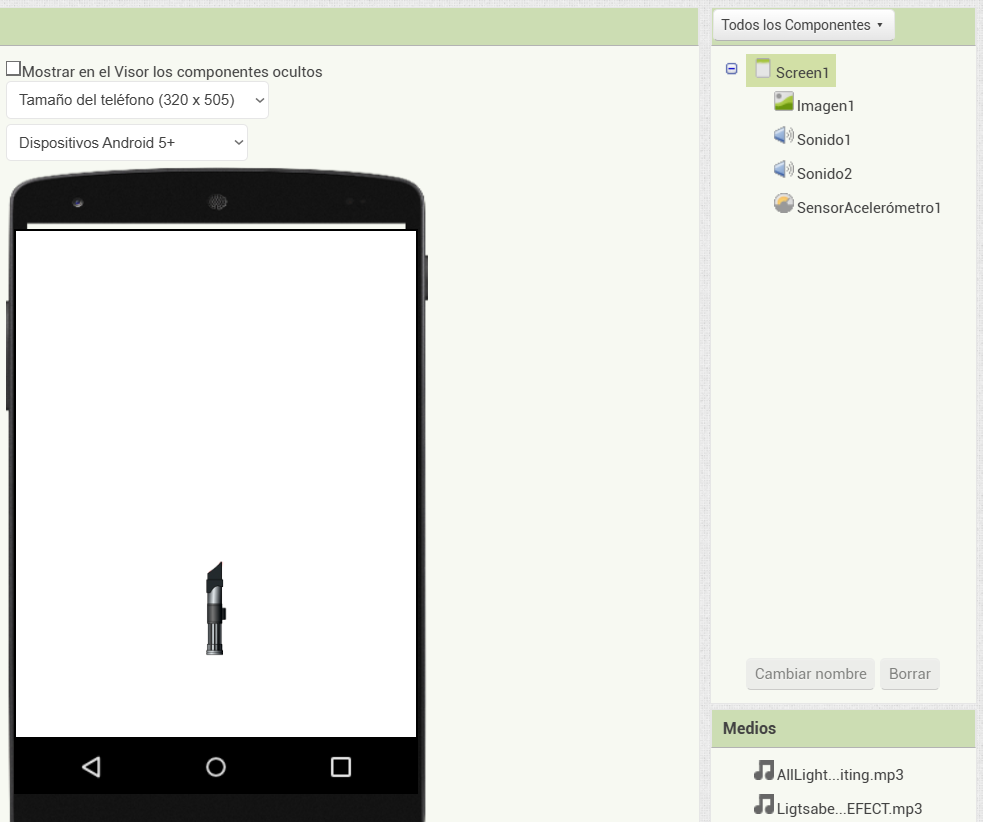 Mostrar en el Visor los componentes ocultos
Tamaño del teléfono (320 x 505)
Dispositivos Android 5+
Todos los Componentes
Screen1
Imagen1
Sonido1
Sonido2
SensorAcelerómetro1
Cambiar nombre
Borrar
Medios
AllLight...iting.mp3
Ligtsabe...EFECT.mp3